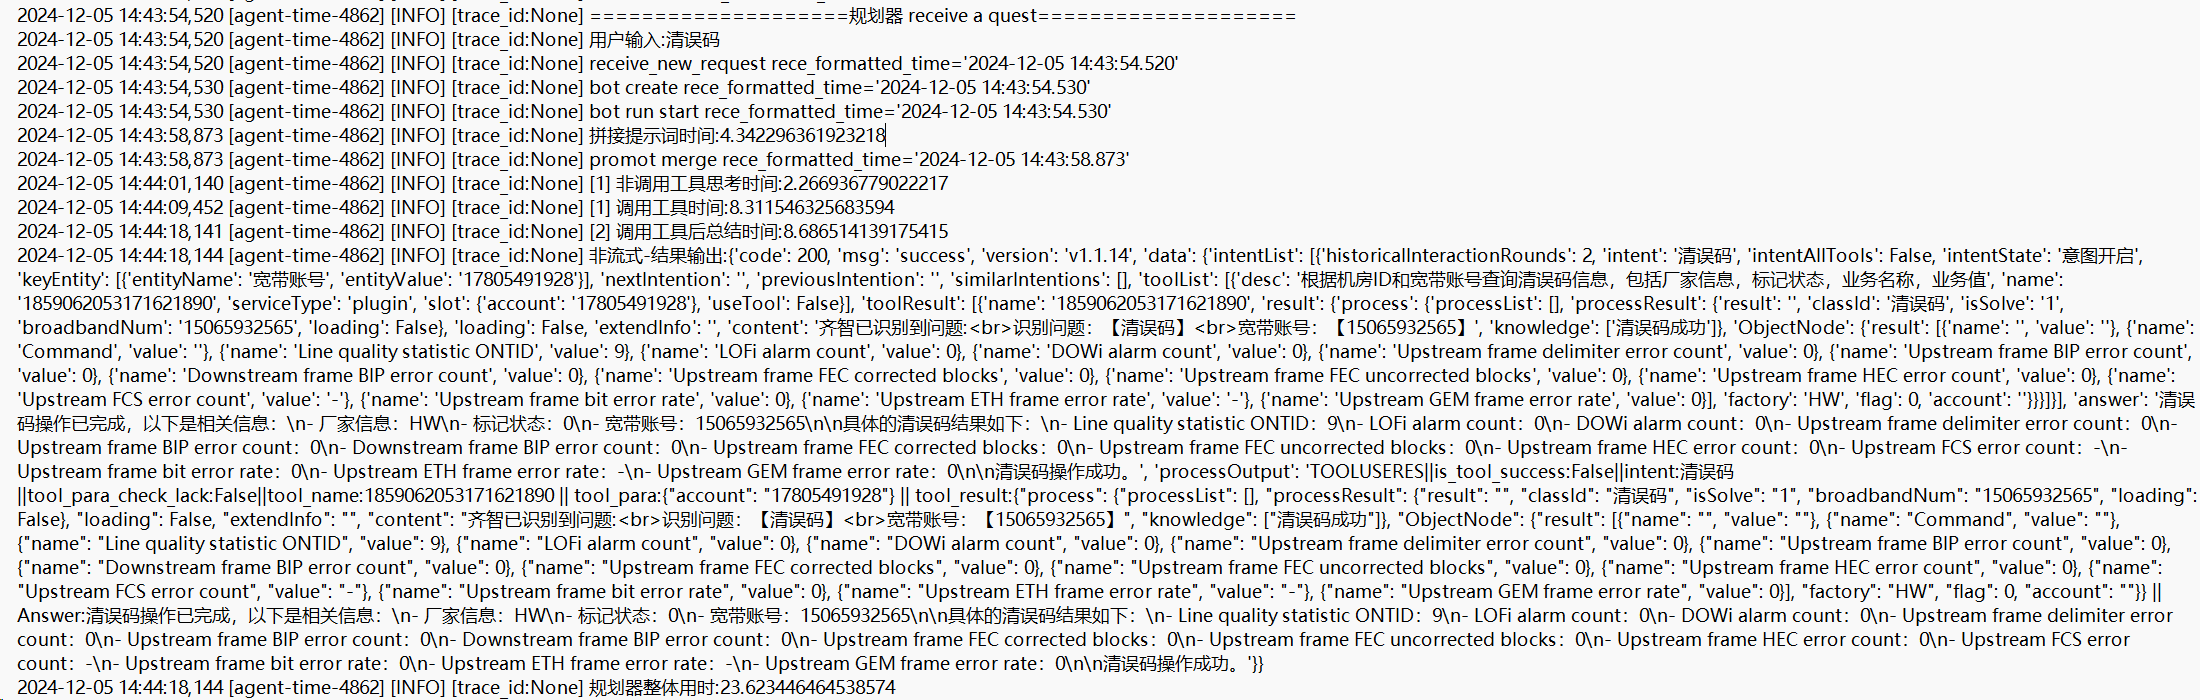 2024-12-05 14:43:54,520 [agent-time-4862] [INFO] [trace_id:None] ====================规划器 receive a quest====================
2024-12-05 14:43:54,520 [agent-time-4862] [INFO] [trace_id:None] 用户输入:清误码
2024-12-05 14:43:54,520 [agent-time-4862] [INFO] [trace_id:None] receive_new_request rece_formatted_time='2024-12-05 14:43:54.520'
2024-12-05 14:43:54,530 [agent-time-4862] [INFO] [trace_id:None] bot create rece_formatted_time='2024-12-05 14:43:54.530'
2024-12-05 14:43:54,530 [agent-time-4862] [INFO] [trace_id:None] bot run start rece_formatted_time='2024-12-05 14:43:54.530'
2024-12-05 14:43:58,873 [agent-time-4862] [INFO] [trace_id:None] 拼接提示词时间:4.342296361923218
2024-12-05 14:43:58,873 [agent-time-4862] [INFO] [trace_id:None] promot merge rece_formatted_time='2024-12-05 14:43:58.873'
2024-12-05 14:44:01,140 [agent-time-4862] [INFO] [trace_id:None] [1] 非调用工具思考时间:2.266936779022217
2024-12-05 14:44:09,452 [agent-time-4862] [INFO] [trace_id:None] [1] 调用工具时间:8.311546325683594
2024-12-05 14:44:18,141 [agent-time-4862] [INFO] [trace_id:None] [2] 调用工具后总结时间:8.686514139175415
2024-12-05 14:44:18,144 [agent-time-4862] [INFO] [trace_id:None] 非流式-结果输出:{'code': 200, 'msg': 'success', 'version': 'v1.1.14', 'data': {'intentList': [{'historicalInteractionRounds': 2, 'intent': '清误码', 'intentAllTools': False, 'intentState': '意图开启',
'keyEntity': [{'entityName': '宽带账号', 'entityValue': '17805491928'}], 'nextIntention': '', 'previousIntention': '', 'similarIntentions': [], 'toolList': [{'desc': '根据机房ID和宽带账号查询清误码信息，包括厂家信息，标记状态，业务名称，业务值', 'name':
'1859062053171621890', 'serviceType': 'plugin', 'slot': {'account': '17805491928'}, 'useTool': False}], 'toolResult': [{'name': '1859062053171621890', 'result': {'process': {'processList': [], 'processResult': {'result': '', 'classId': '清误码', 'isSolve': '1',
'broadbandNum': '15065932565', 'loading': False}, 'loading': False, 'extendInfo': '', 'content': '齐智已识别到问题:<br>识别问题：【清误码】<br>宽带账号：【15065932565】', 'knowledge': ['清误码成功']}, 'ObjectNode': {'result': [{'name': '', 'value': ''}, {'name':
'Command', 'value': ''}, {'name': 'Line quality statistic ONTID', 'value': 9}, {'name': 'LOFi alarm count', 'value': 0}, {'name': 'DOWi alarm count', 'value': 0}, {'name': 'Upstream frame delimiter error count', 'value': 0}, {'name': 'Upstream frame BIP error count',
'value': 0}, {'name': 'Downstream frame BIP error count', 'value': 0}, {'name': 'Upstream frame FEC corrected blocks', 'value': 0}, {'name': 'Upstream frame FEC uncorrected blocks', 'value': 0}, {'name': 'Upstream frame HEC error count', 'value': 0}, {'name':
'Upstream FCS error count', 'value': '-'}, {'name': 'Upstream frame bit error rate', 'value': 0}, {'name': 'Upstream ETH frame error rate', 'value': '-'}, {'name': 'Upstream GEM frame error rate', 'value': 0}], 'factory': 'HW', 'flag': 0, 'account': ''}}}]}], 'answer': '清误
码操作已完成，以下是相关信息：\n- 厂家信息：HW\n- 标记状态：0\n- 宽带账号：15065932565\n\n具体的清误码结果如下：\n- Line quality statistic ONTID：9\n- LOFi alarm count：0\n- DOWi alarm count：0\n- Upstream frame delimiter error count：0\n-
Upstream frame BIP error count：0\n- Downstream frame BIP error count：0\n- Upstream frame FEC corrected blocks：0\n- Upstream frame FEC uncorrected blocks：0\n- Upstream frame HEC error count：0\n- Upstream FCS error count：-\n-
Upstream frame bit error rate：0\n- Upstream ETH frame error rate：-\n- Upstream GEM frame error rate：0\n\n清误码操作成功。', 'processOutput': 'TOOLUSERES||is_tool_success:False||intent:清误码
||tool_para_check_lack:False||tool_name:1859062053171621890 || tool_para:{"account": "17805491928"} || tool_result:{"process": {"processList": [], "processResult": {"result": "", "classId": "清误码", "isSolve": "1", "broadbandNum": "15065932565", "loading":
False}, "loading": False, "extendInfo": "", "content": "齐智已识别到问题:<br>识别问题：【清误码】<br>宽带账号：【15065932565】", "knowledge": ["清误码成功"]}, "ObjectNode": {"result": [{"name": "", "value": ""}, {"name": "Command", "value": ""},
{"name": "Line quality statistic ONTID", "value": 9}, {"name": "LOFi alarm count", "value": 0}, {"name": "DOWi alarm count", "value": 0}, {"name": "Upstream frame delimiter error count", "value": 0}, {"name": "Upstream frame BIP error count", "value": 0},
{"name": "Downstream frame BIP error count", "value": 0}, {"name": "Upstream frame FEC corrected blocks", "value": 0}, {"name": "Upstream frame FEC uncorrected blocks", "value": 0}, {"name": "Upstream frame HEC error count", "value": 0}, {"name":
"Upstream FCS error count", "value": "-"}, {"name": "Upstream frame bit error rate", "value": 0}, {"name": "Upstream ETH frame error rate", "value": "-"}, {"name": "Upstream GEM frame error rate", "value": 0}], "factory": "HW", "flag": 0, "account": ""}} ||
Answer:清误码操作已完成，以下是相关信息：\n- 厂家信息：HW\n- 标记状态：0\n- 宽带账号：15065932565\n\n具体的清误码结果如下：\n- Line quality statistic ONTID：9\n- LOFi alarm count：0\n- DOWi alarm count：0\n- Upstream frame delimiter error
count：0\n- Upstream frame BIP error count：0\n- Downstream frame BIP error count：0\n- Upstream frame FEC corrected blocks：0\n- Upstream frame FEC uncorrected blocks：0\n- Upstream frame HEC error count：0\n- Upstream FCS error
count：-\n- Upstream frame bit error rate：0\n- Upstream ETH frame error rate：-\n- Upstream GEM frame error rate：0\n\n清误码操作成功。'}}
2024-12-05 14:44:18,144 [agent-time-4862] [INFO] [trace_id:None] 规划器整体用时:23.623446464538574